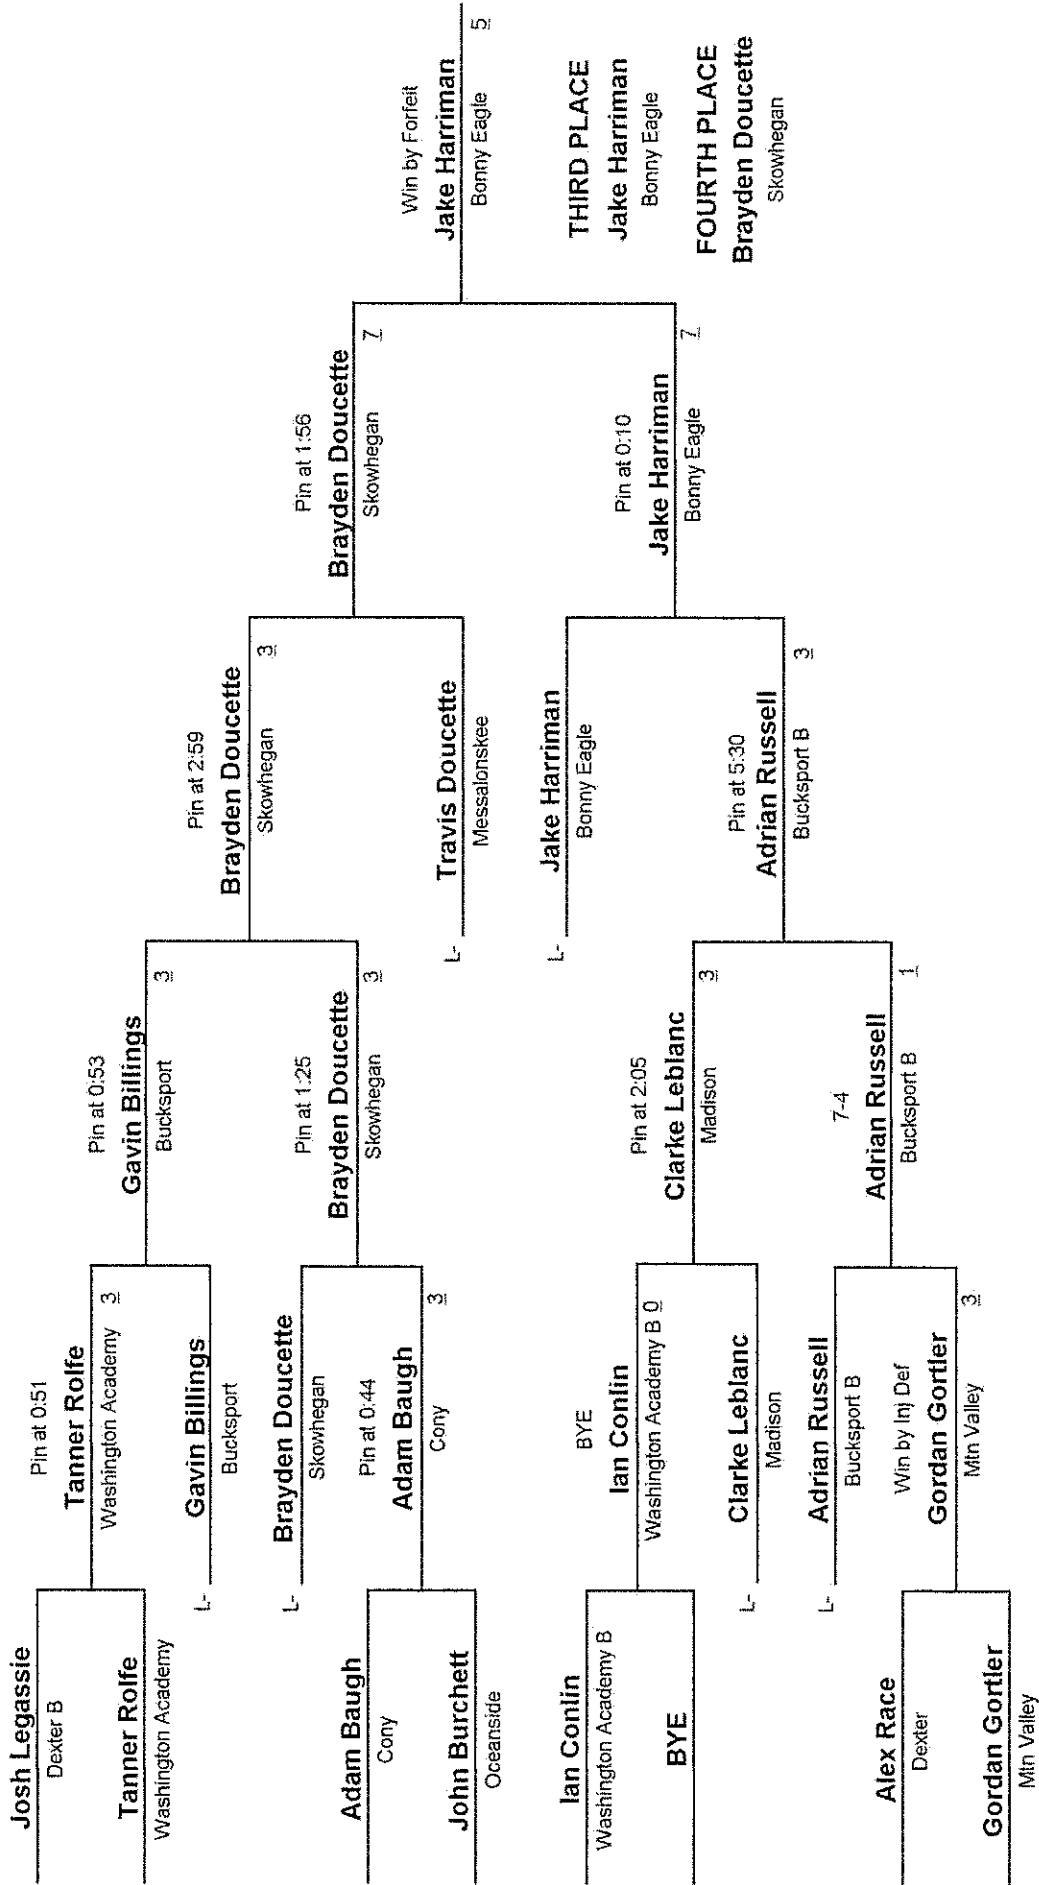 Josh Legassie
Dexter B
Tanner Rolfe
Washington Academy
Adam Baugh
Cony
John Burchett
Oceanside
Ian Conlin
Washington Academy B
BYE
Alex Race
Dexter
Gordan Gortler
Mtn Valley
Pin at 0:51
Tanner Rolfe
Washington Academy 3
L-
Gavin Billings
Bucksport
L-
Brayden Doucette
Skowhegan
Pin at 0:44
Adam Baugh
Cony
3
BYE
Ian Conlin
Washington Academy B 0
L-
Clarke Leblanc
Madison
L-
Adrian Russell
Bucksport B
Win by Inj Def
Gordan Gortler
Mtn Valley
3
Pin at 0:53
Gavin Billings
Bucksport
3
Pin at 1:25
Brayden Doucette
Skowhegan
3
Pin at 2:05
Clarke Leblanc
Madison
3
7-4
Adrian Russell
Bucksport B
1
Pin at 2:59
Brayden Doucette
Skowhegan
3
L-
Travis Doucette
Messalonskee
L-
Jake Harriman
Bonny Eagle
Pin at 5:30
Adrian Russell
Bucksport B
3
Pin at 1:56
Brayden Doucette
Skowhegan
7
Pin at 0:10
Jake Harriman
Bonny Eagle
7
Win by Forfeit
Jake Harriman
Bonny Eagle
5
THIRD PLACE
Jake Harriman
Bonny Eagle
FOURTH PLACE
Brayden Doucette
Skowhegan